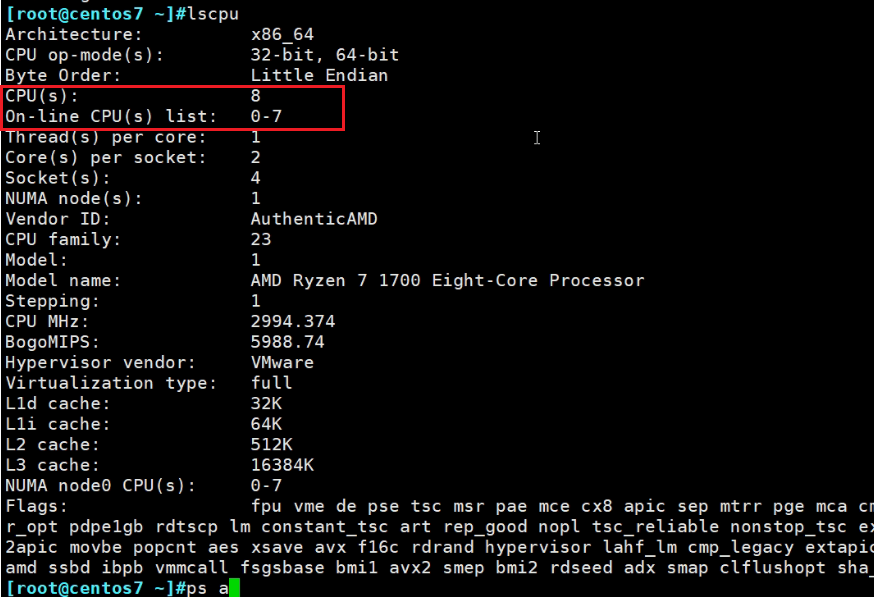 [root@centos7 ~]#lscpu
Architecture:          x86_64
CPU op-mode(s):        32-bit, 64-bit
Byte Order:            Little Endian
CPU(s):                8
On-line CPU(s) list:   0-7
Thread(s) per core:    1
Core(s) per socket:    2
Socket(s):             4
NUMA node(s):          1
Vendor ID:             AuthenticAMD
CPU family:            23
Model:                 1
Model name:            AMD Ryzen 7 1700 Eight-Core Processor
Stepping:              1
CPU MHz:               2994.374
BogoMIPS:              5988.74
Hypervisor vendor:     VMware
Virtualization type:   full
L1d cache:             32K
L1i cache:             64K
L2 cache:              512K
L3 cache:              16384K
NUMA node0 CPU(s):     0-7
Flags:                 fpu vme de pse tsc msr pae mce cx8 apic sep mtrr pge mca cm
r_opt pdpe1gb rdtscp lm constant_tsc art rep_good nopl tsc_reliable nonstop_tsc ex
2apic movbe popcnt aes xsave avx f16c rdrand hypervisor lahf_lm cmp_legacy extapic
amd ssbd ibpb vmmcall fsgsbase bmi1 avx2 smep bmi2 rdseed adx smap clflushopt sha_
[root@centos7 ~]#ps a